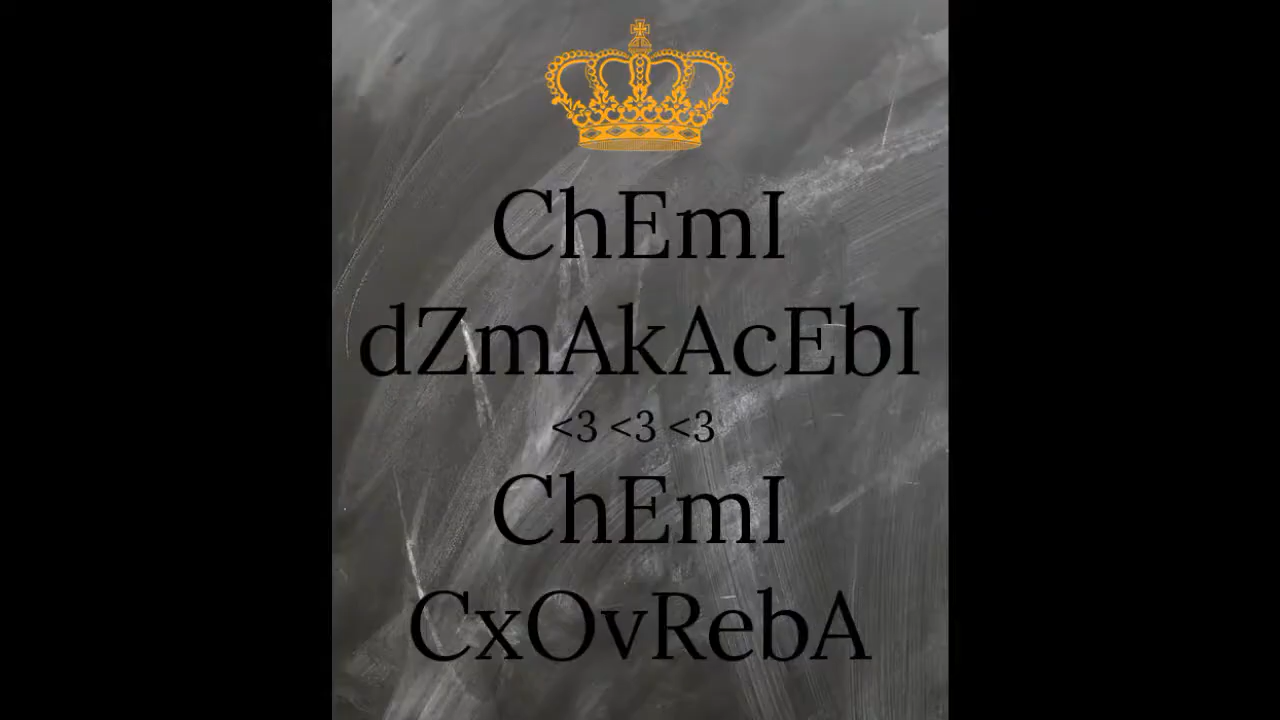 ChEmI
dZmAkAcEbI
<3 <3 <3
ChEmI
CxOvRebA